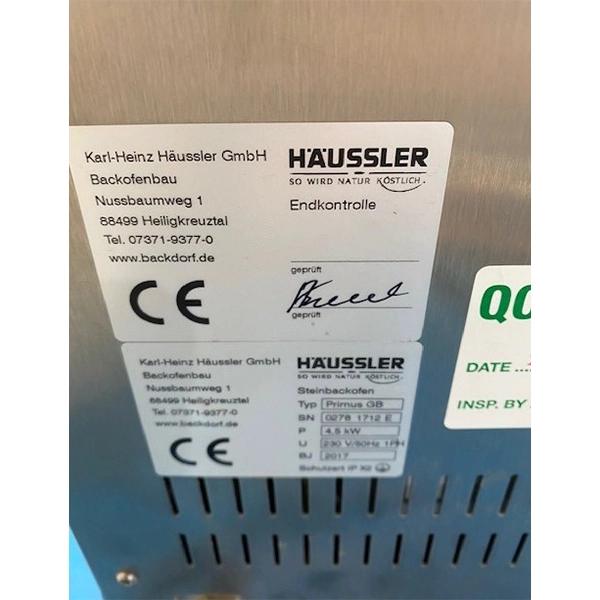 Karl-Heinz Häussler GmbH
Backofenbau
Nussbaumweg 1
88499 Heiligkreuztal
Tel. 07371-9377-0
www.backdorf.de
CE
HÄUSSLER
SO WIRD NATUR KÖSTLICH.
Endkontrolle
geprüft
geprüft
Karl-Heinz Häussler GmbH
Backofenbau
Nussbaumweg 1
88499 Heiligkreuztal
Tel. 07371-9377-0
www.backdorf.de
CE
HÄUSSLER
SO WIRD NATUR KÖSTLICH.
Steinbackofen
Typ Primus GB
SN 0278 1712 E
P 4,5 kW
U 230 V/50Hz 1PH
BJ 2017
Schutzart IP X2
QC
DATE
INSP. BY